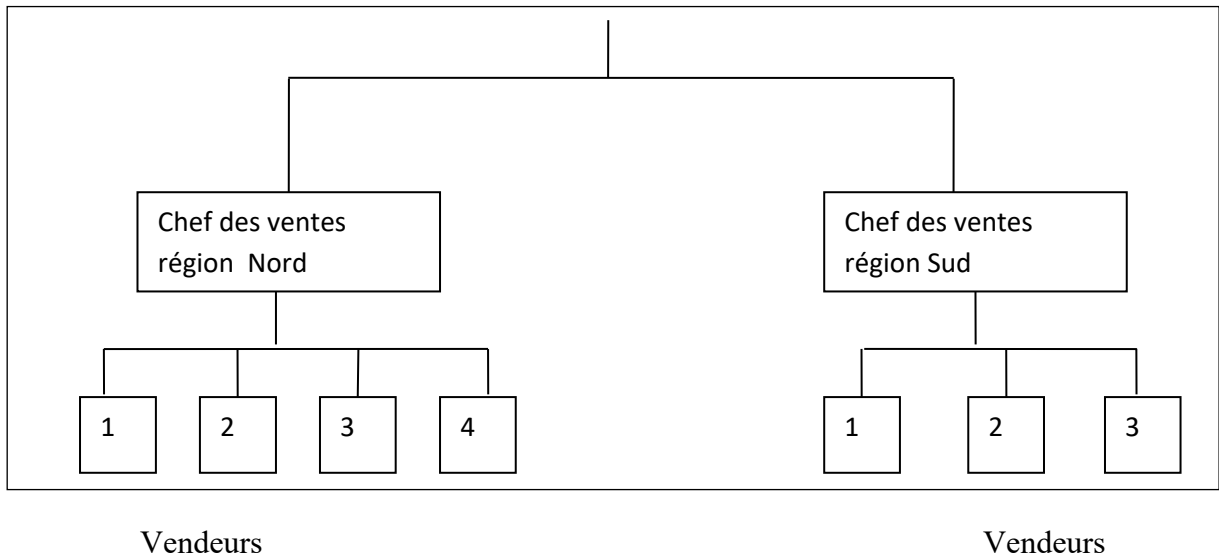 Chef des ventes
région Nord
Chef des ventes
région Sud
1
2
3
4
1
2
3
Vendeurs
Vendeurs